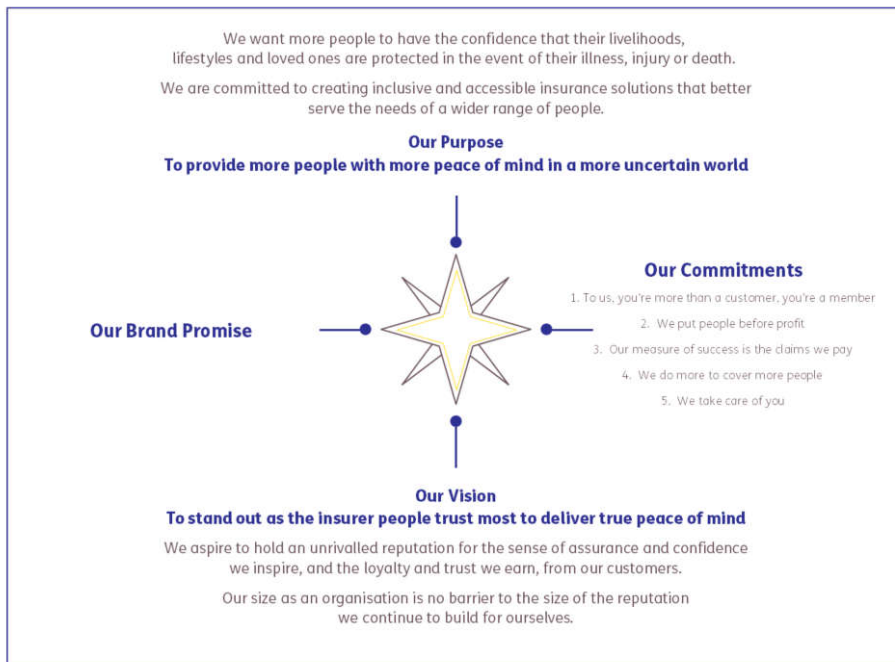 We want more people to have the confidence that their livelihoods,
lifestyles and loved ones are protected in the event of their illness, injury or death.
We are committed to creating inclusive and accessible insurance solutions that better
serve the needs of a wider range of people.
Our Purpose
To provide more people with more peace of mind in a more uncertain world
Our Brand Promise
Our Commitments
1. To us, you're more than a customer, you're a member
2. We put people before profit
3. Our measure of success is the claims we pay
4. We do more to cover more people
5. We take care of you
Our Vision
To stand out as the insurer people trust most to deliver true peace of mind
We aspire to hold an unrivalled reputation for the sense of assurance and confidence
we inspire, and the loyalty and trust we earn, from our customers.
Our size as an organisation is no barrier to the size of the reputation
we continue to build for ourselves.